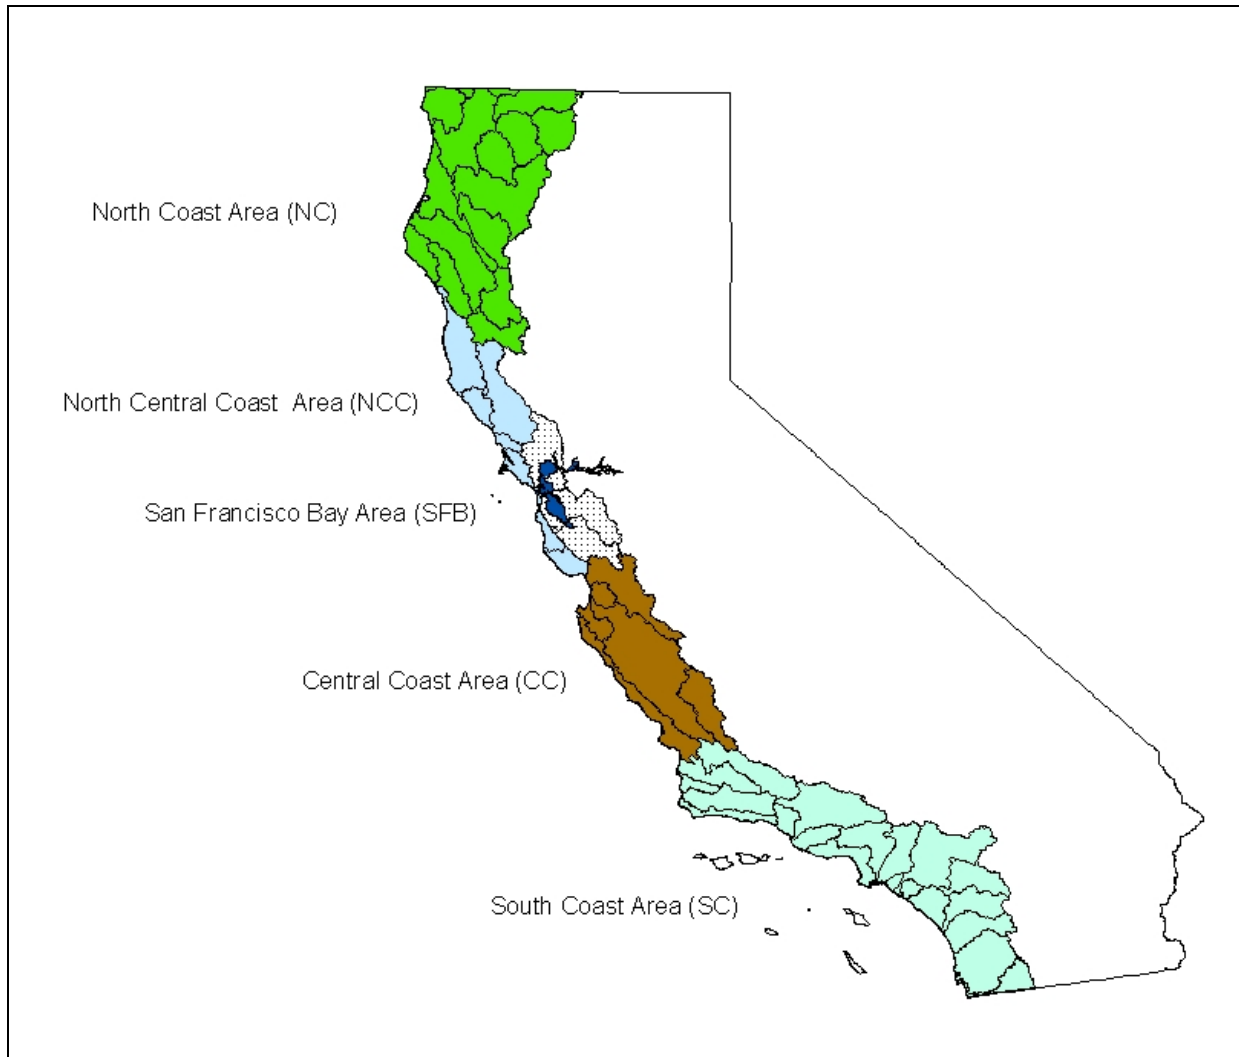 North Coast Area (NC)
North Central Coast  Area (NCC)
San Francisco Bay Area (SFB)
Central Coast Area (CC)
South Coast Area (SC)